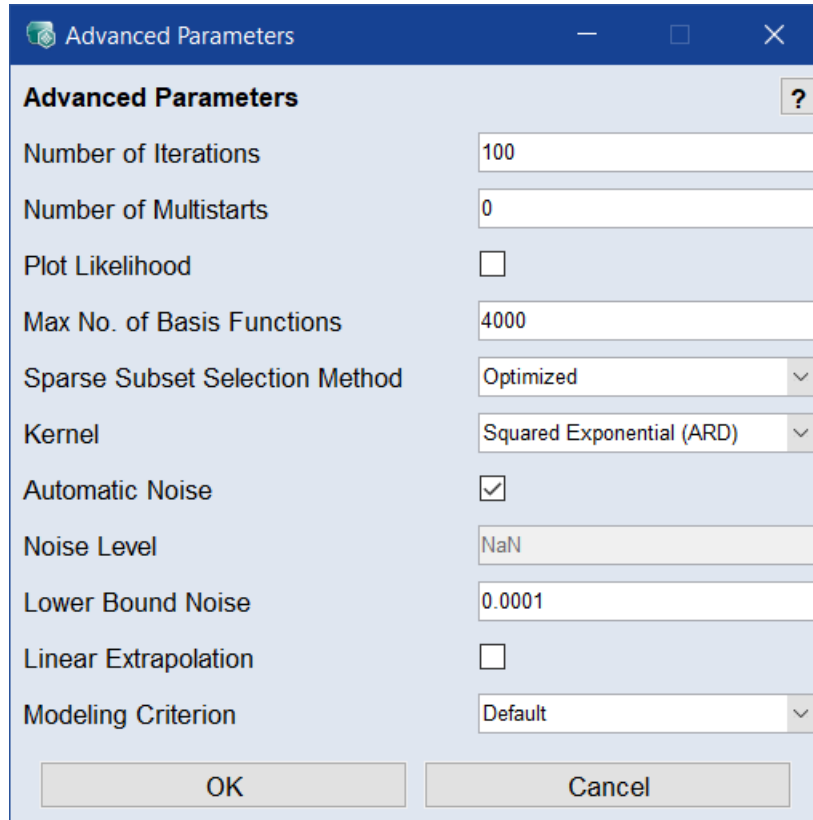 Advanced Parameters
Advanced Parameters ?
Number of Iterations 100
Number of Multistarts 0
Plot Likelihood
Max No. of Basis Functions 4000
Sparse Subset Selection Method Optimized
Kernel Squared Exponential (ARD)
Automatic Noise
Noise Level NaN
Lower Bound Noise 0.0001
Linear Extrapolation
Modeling Criterion Default
OK Cancel